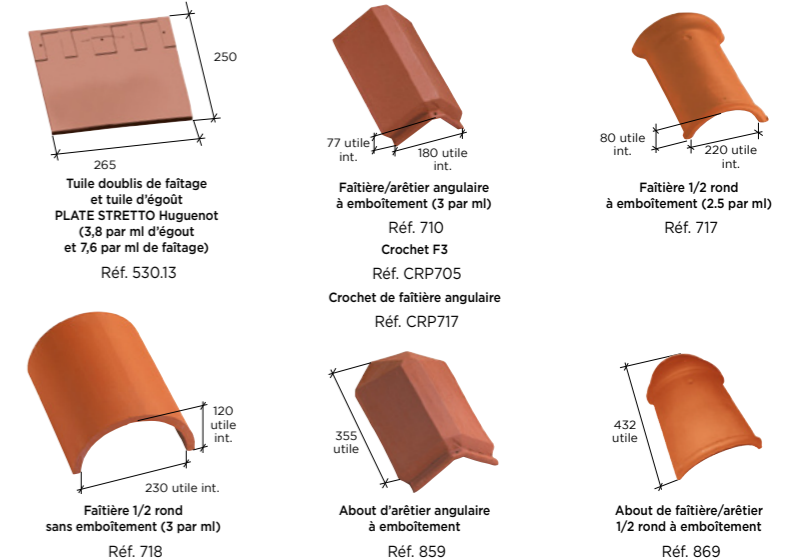 250
265
Tuile doublis de faîtage
et tuile d'égoût
PLATE STRETTO Huguenot
(3,8 par ml d'égout
et 7,6 par ml de faîtage)
Réf. 530.13
77 utile
int.
180 utile
int.
Faîtière/arêtier angulaire
à emboîtement (3 par ml)
Réf. 710
Crochet F3
Réf. CRP705
Crochet de faîtière angulaire
Réf. CRP717
80 utile
int.
220 utile
int.
Faîtière 1/2 rond
à emboîtement (2.5 par ml)
Réf. 717
120
utile
int.
230 utile int.
Faîtière 1/2 rond
sans emboîtement (3 par ml)
Réf. 718
355
utile
About d'arêtier angulaire
à emboîtement
Réf. 859
432
utile
About de faîtière/arêtier
1/2 rond à emboîtement
Réf. 869